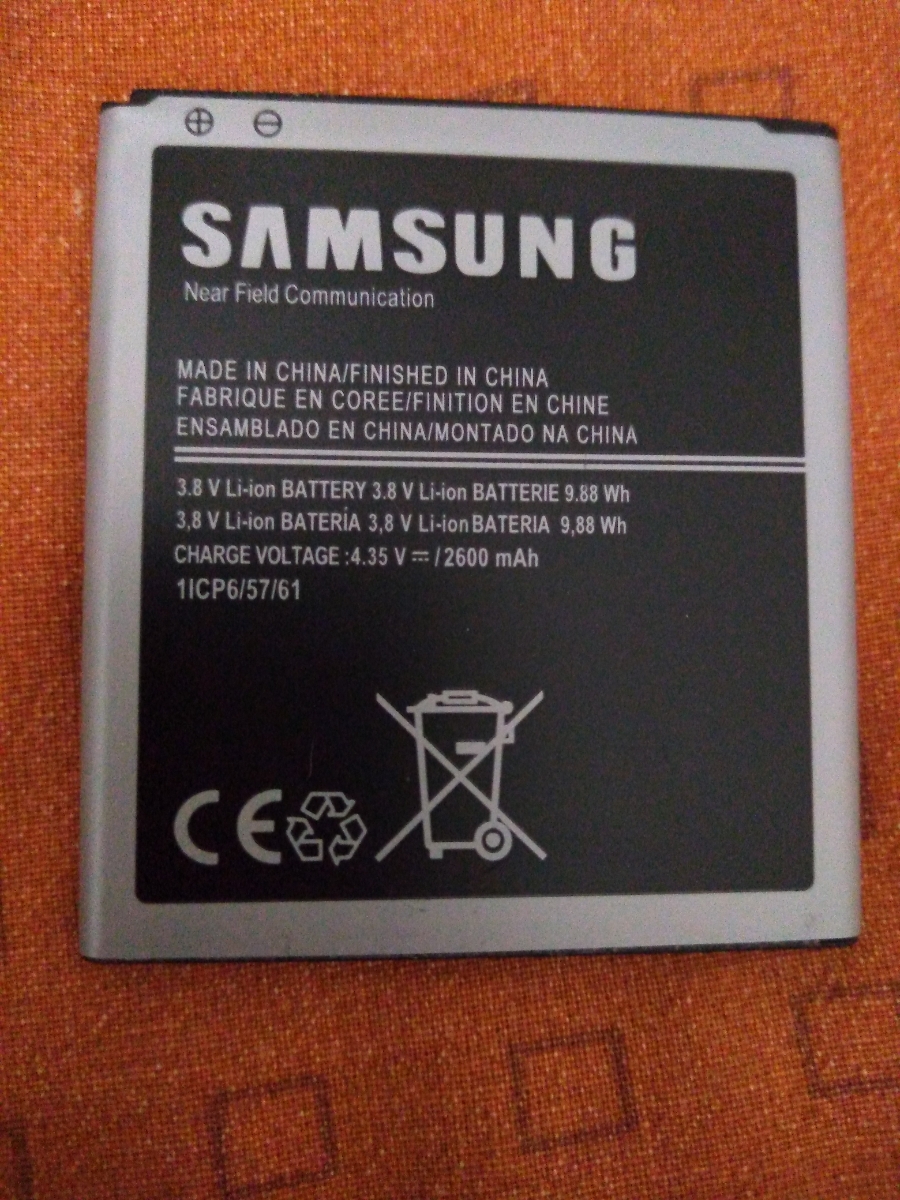 SAMSUNG
Near Field Communication
MADE IN CHINA/FINISHED IN CHINA
FABRIQUE EN COREE/FINITION EN CHINE
ENSAMBLADO EN CHINA/MONTADO NA CHINA
3.8 V Li-ion BATTERY 3.8 V Li-ion BATTERIE 9.88 Wh
3,8 V Li-ion BATERÍA 3,8 V Li-ion BATERIA 9,88 Wh
CHARGE VOLTAGE :4.35 V ⎓ / 2600 mAh
1ICP6/57/61
CE